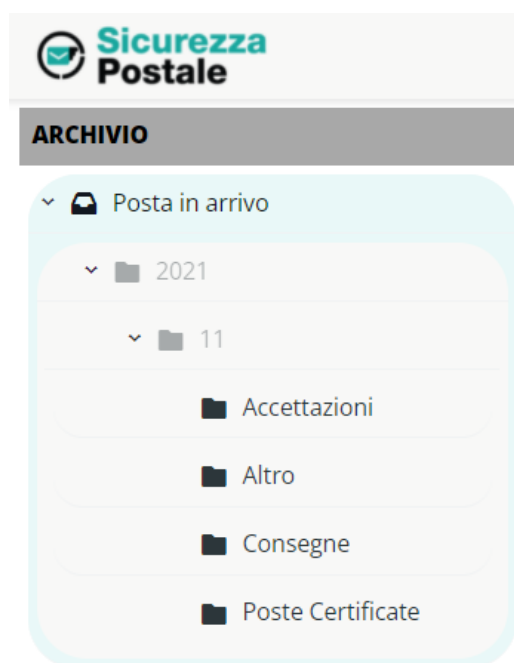 Sicurezza
Postale
ARCHIVIO
Posta in arrivo
2021
11
Accettazioni
Altro
Consegne
Poste Certificate